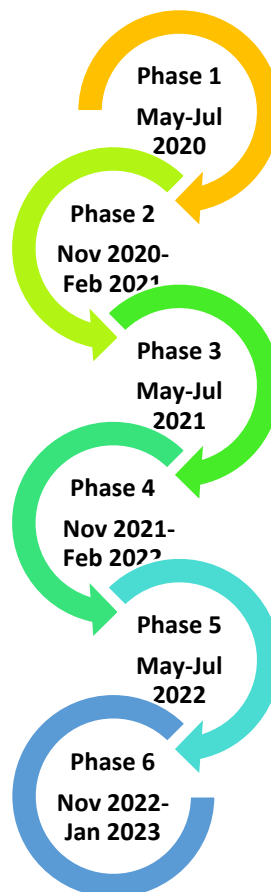 Phase 1
May-Jul
2020
Phase 2
Nov 2020-
Feb 2021
Phase 3
May-Jul
2021
Phase 4
Nov 2021-
Feb 2022
Phase 5
May-Jul
2022
Phase 6
Nov 2022-
Jan 2023